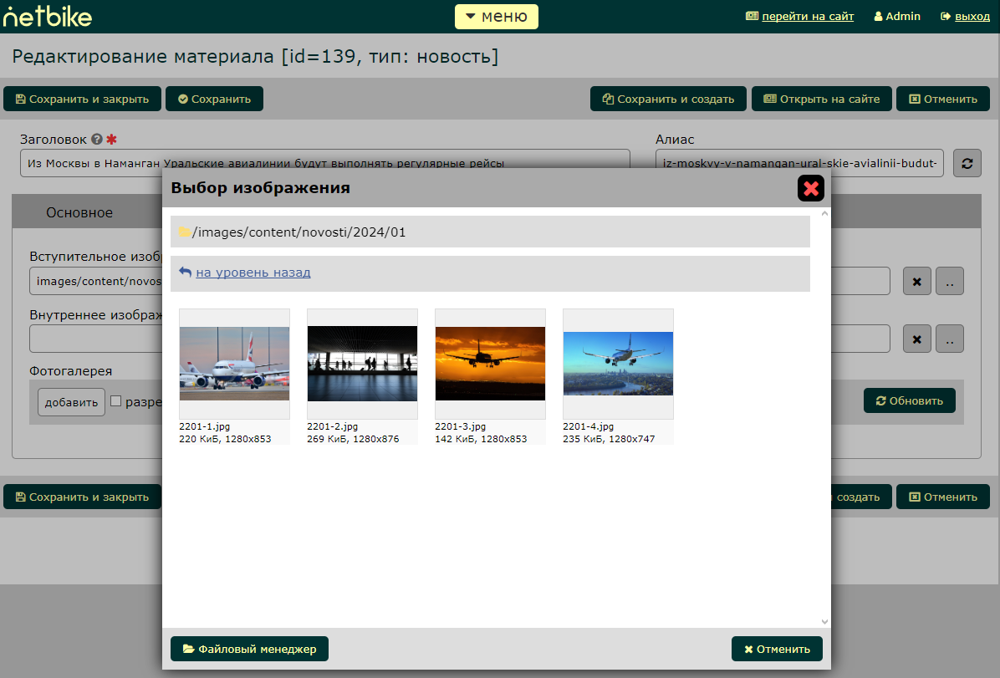 netbike
меню
перейти на сайт
Admin
выход
Редактирование материала [id=139, тип: новость]
Сохранить и закрыть
Сохранить
Сохранить и создать
Открыть на сайте
Отменить
Заголовок
Алиас
Из Москвы в Наманган Уральские авиалинии будут выполнять регулярные рейсы
iz-moskvy-v-namangan-ural-skie-avialinii-budut-
Выбор изображения
Основное
/images/content/novosti/2024/01
на уровень назад
Вступительное изобр
images/content/novos
..
Внутреннее изображ
..
Фотогалерея
добавить
разре
Обновить
2201-1.jpg
220 КиБ, 1280x853
2201-2.jpg
269 КиБ, 1280x876
2201-3.jpg
142 КиБ, 1280x853
2201-4.jpg
235 КиБ, 1280x747
Сохранить и закрыть
создать
Отменить
Файловый менеджер
Отменить